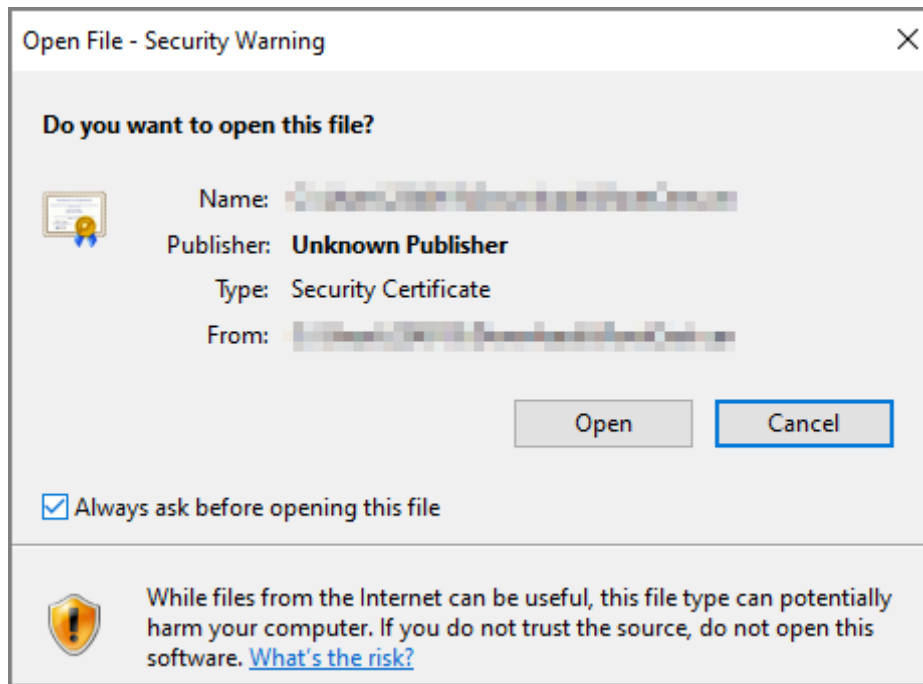 Open File - Security Warning
Do you want to open this file?
Name:
Publisher: Unknown Publisher
Type: Security Certificate
From:
Open Cancel
Always ask before opening this file
While files from the Internet can be useful, this file type can potentially
harm your computer. If you do not trust the source, do not open this
software. What's the risk?